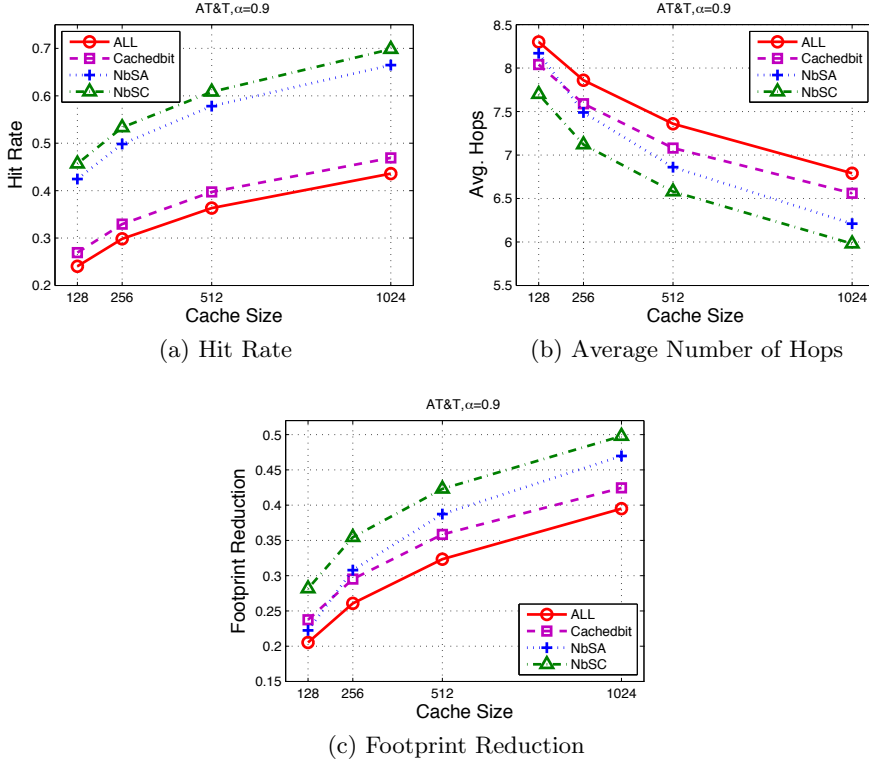 AT&T,α=0.9
0.7
0.6
0.5
0.4
0.3
0.2
Hit Rate
ALL
Cachedbit
NbSA
NbSC
128 256 512 1024
Cache Size
(a) Hit Rate
AT&T,α=0.9
8.5
8
7.5
7
6.5
6
5.5
Avg. Hops
ALL
Cachedbit
NbSA
NbSC
128 256 512 1024
Cache Size
(b) Average Number of Hops
AT&T,α=0.9
0.5
0.45
0.4
0.35
0.3
0.25
0.2
0.15
Footprint Reduction
ALL
Cachedbit
NbSA
NbSC
128 256 512 1024
Cache Size
(c) Footprint Reduction